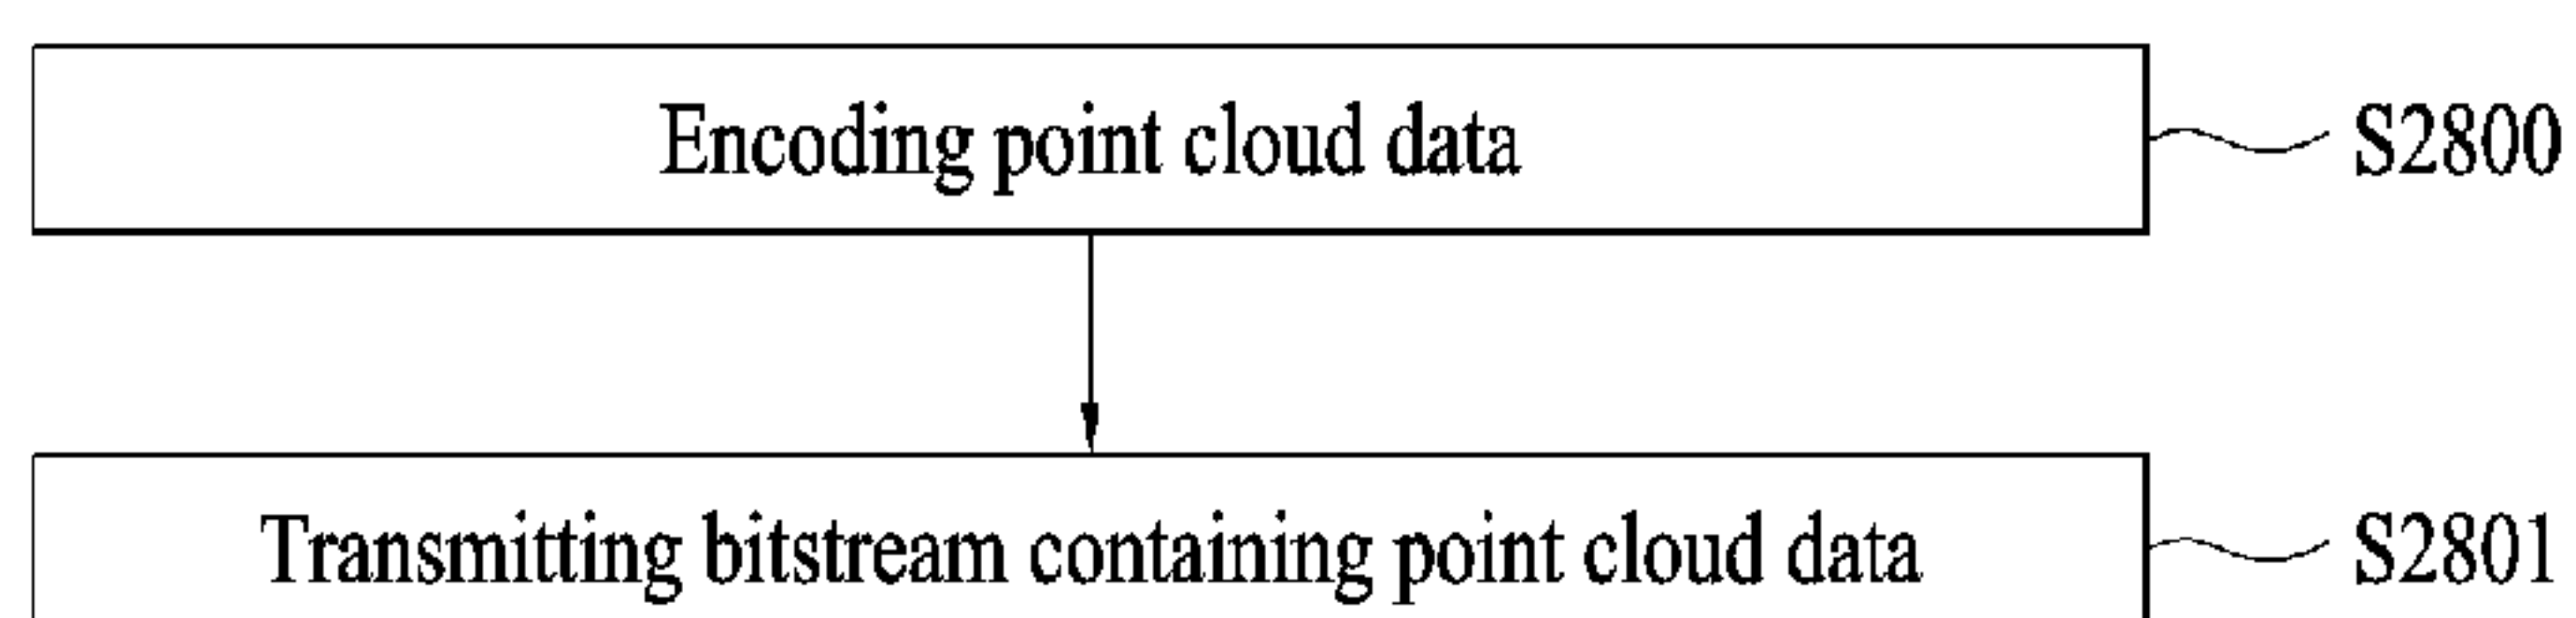 Encoding point cloud data S2800
Transmitting bitstream containing point cloud data S2801